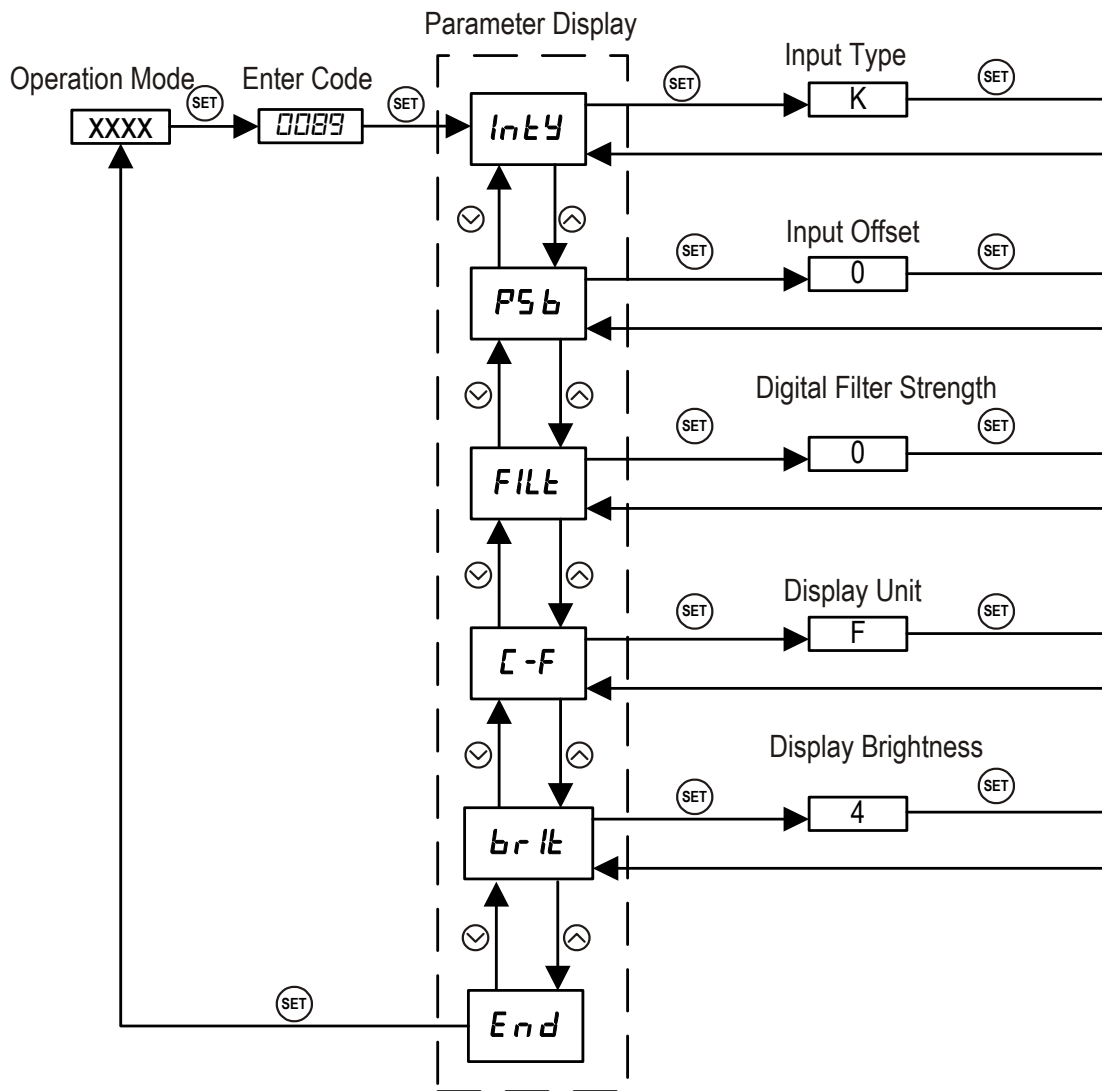 Parameter Display
Input Type
Operation Mode
Enter Code
SET
SET
SET
SET
XXXX
0089
IntY
K
Input Offset
SET
SET
PSb
0
Digital Filter Strength
SET
SET
FILt
0
Display Unit
SET
SET
C-F
F
Display Brightness
SET
SET
brIt
4
SET
End